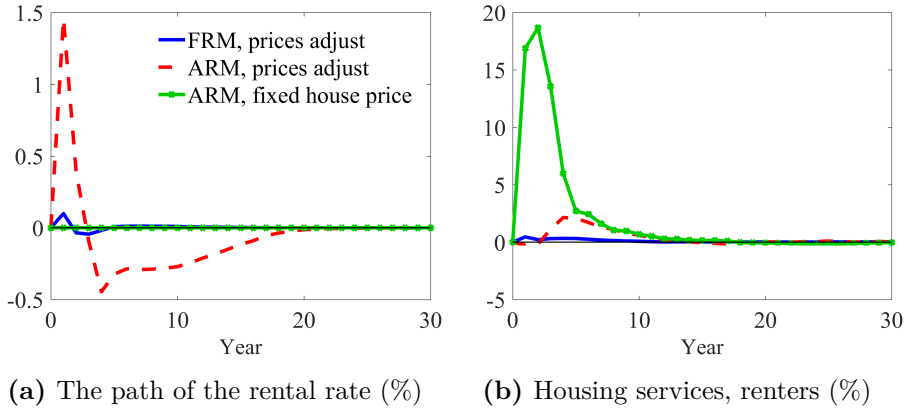 1.5
1
0.5
0
-0.5
FRM, prices adjust
ARM, prices adjust
ARM, fixed house price
0 10 20 30
Year
(a) The path of the rental rate (%)
20
15
10
5
0
-5
0 10 20 30
Year
(b) Housing services, renters (%)